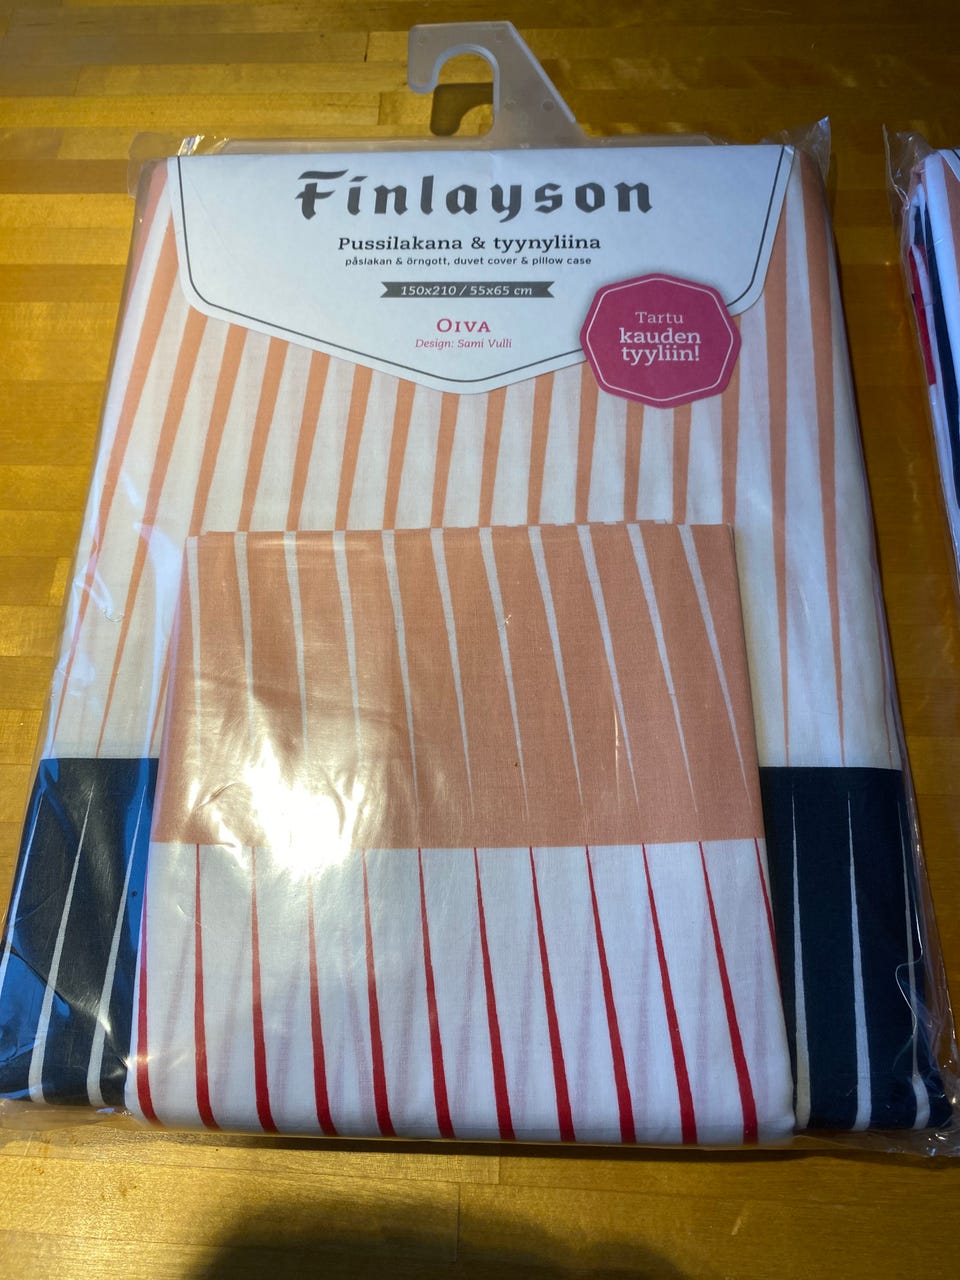 Finlayson
Pussilakana & tyynyliina
påslakan & örngott, duvet cover & pillow case
150x210 / 55x65 cm
OIVA
Design: Sami Vulli
Tartu
kauden
tyyliin!